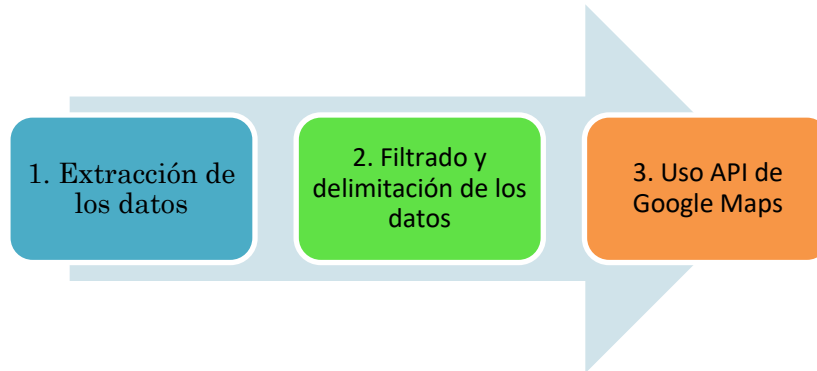 1. Extracción de
los datos
2. Filtrado y
delimitación de los
datos
3. Uso API de
Google Maps